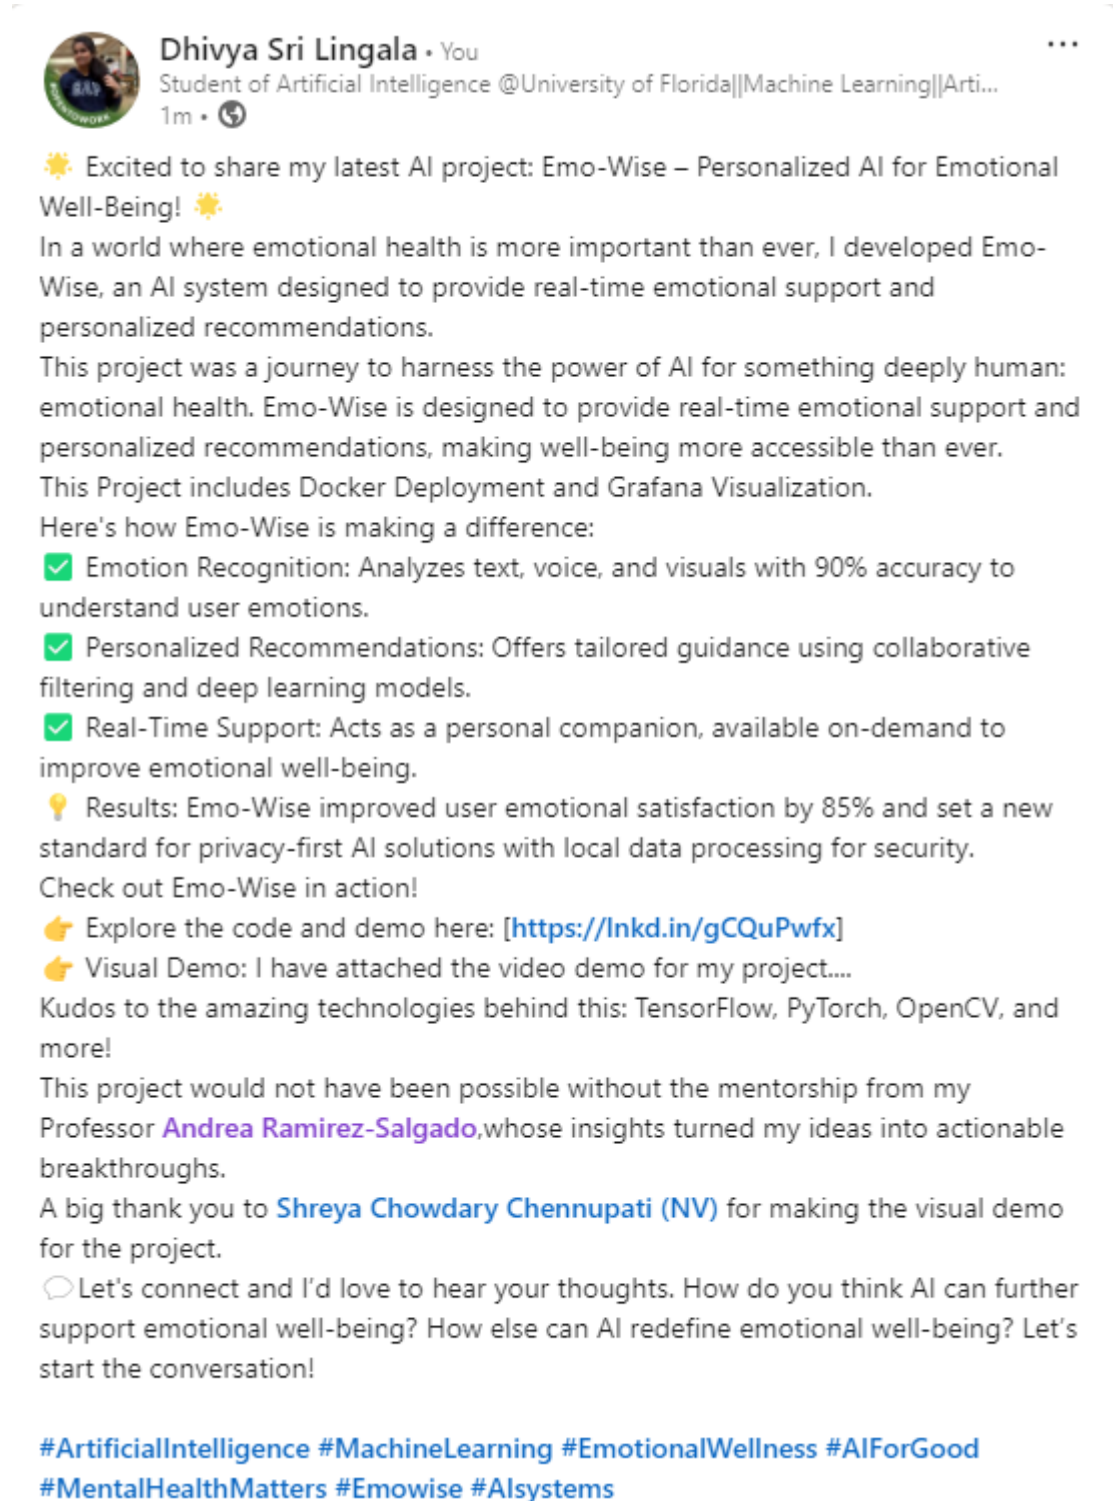 Dhivya Sri Lingala • You
Student of Artificial Intelligence @University of Florida||Machine Learning||Arti...
1m •
🌟 Excited to share my latest AI project: Emo-Wise – Personalized AI for Emotional
Well-Being! 🌟
In a world where emotional health is more important than ever, I developed Emo-
Wise, an AI system designed to provide real-time emotional support and
personalized recommendations.
This project was a journey to harness the power of AI for something deeply human:
emotional health. Emo-Wise is designed to provide real-time emotional support and
personalized recommendations, making well-being more accessible than ever.
This Project includes Docker Deployment and Grafana Visualization.
Here's how Emo-Wise is making a difference:
✅ Emotion Recognition: Analyzes text, voice, and visuals with 90% accuracy to
understand user emotions.
✅ Personalized Recommendations: Offers tailored guidance using collaborative
filtering and deep learning models.
✅ Real-Time Support: Acts as a personal companion, available on-demand to
improve emotional well-being.
💡 Results: Emo-Wise improved user emotional satisfaction by 85% and set a new
standard for privacy-first AI solutions with local data processing for security.
Check out Emo-Wise in action!
👉 Explore the code and demo here: [https://lnkd.in/gCQuPwfx]
👉 Visual Demo: I have attached the video demo for my project....
Kudos to the amazing technologies behind this: TensorFlow, PyTorch, OpenCV, and
more!
This project would not have been possible without the mentorship from my
Professor Andrea Ramirez-Salgado,whose insights turned my ideas into actionable
breakthroughs.
A big thank you to Shreya Chowdary Chennupati (NV) for making the visual demo
for the project.
💬Let's connect and I'd love to hear your thoughts. How do you think AI can further
support emotional well-being? How else can AI redefine emotional well-being? Let's
start the conversation!
#ArtificialIntelligence #MachineLearning #EmotionalWellness #AIForGood
#MentalHealthMatters #Emowise #AIsystems